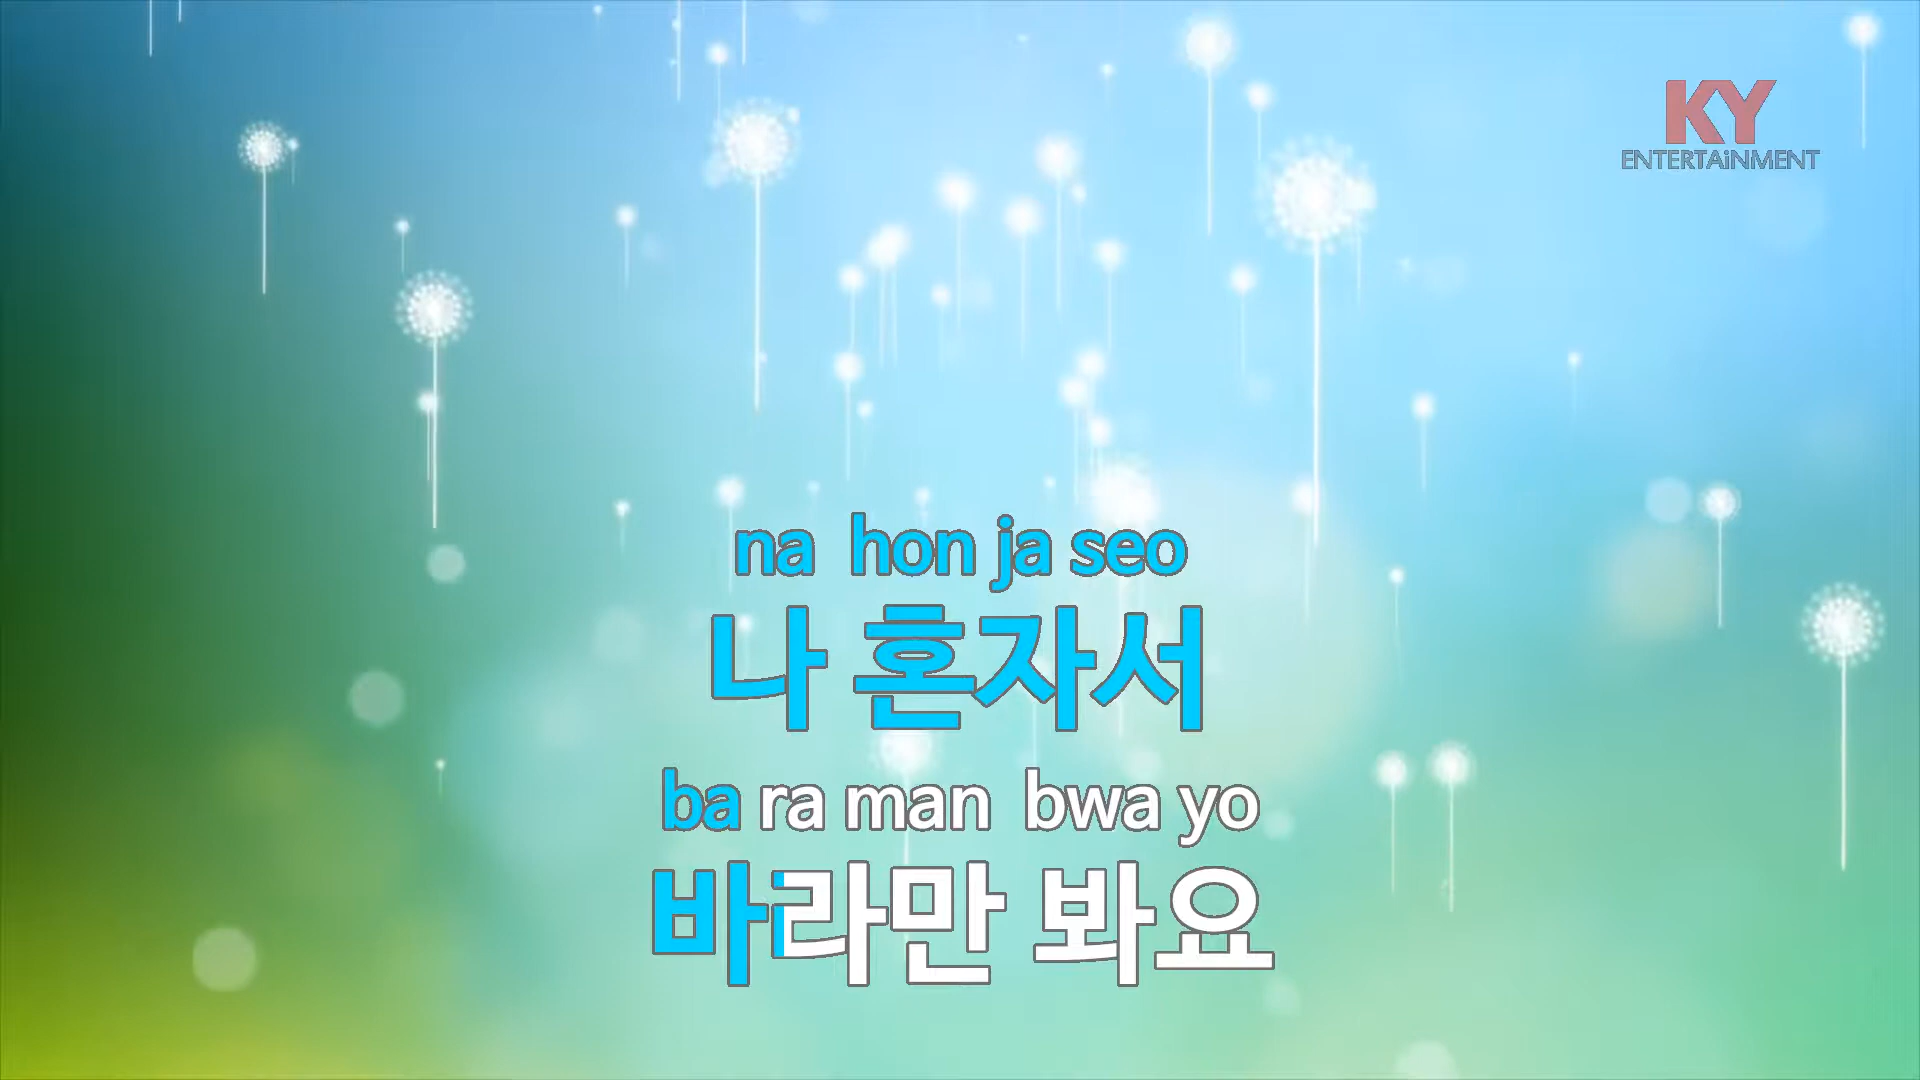 KY
ENTERTAiNMENT
na hon ja seo
나 혼자서
ba ra man bwa yo
바라만 봐요